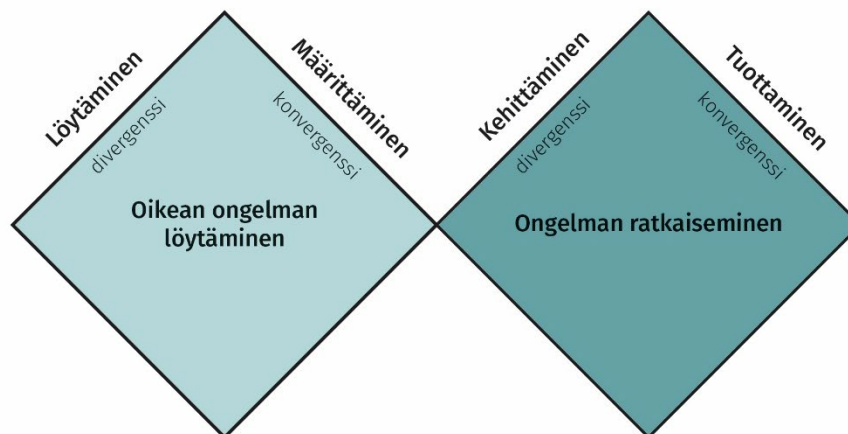 Löytäminen
divergenssi
Määrittäminen
konvergenssi
Oikean ongelman
löytäminen
Kehittäminen
divergenssi
Tuottaminen
konvergenssi
Ongelman ratkaiseminen